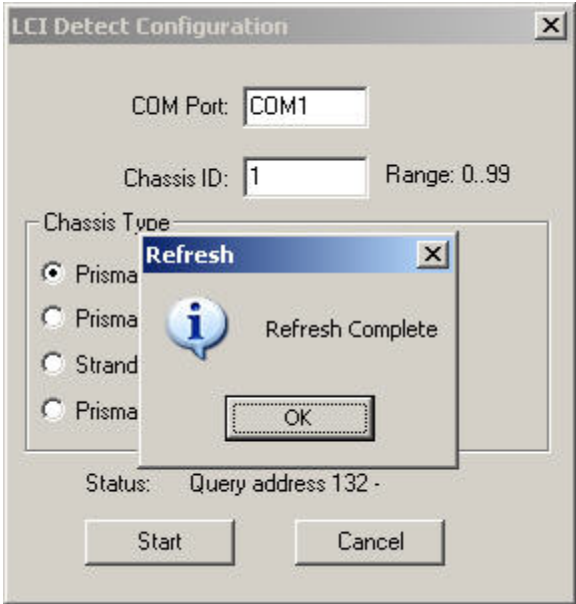 LCI Detect Configuration
COM Port: COM1
Chassis ID: 1 Range: 0..99
Chassis Type
Prisma
Prisma
Strand
Prisma
Refresh
Refresh Complete
OK
Status: Query address 132 -
Start Cancel